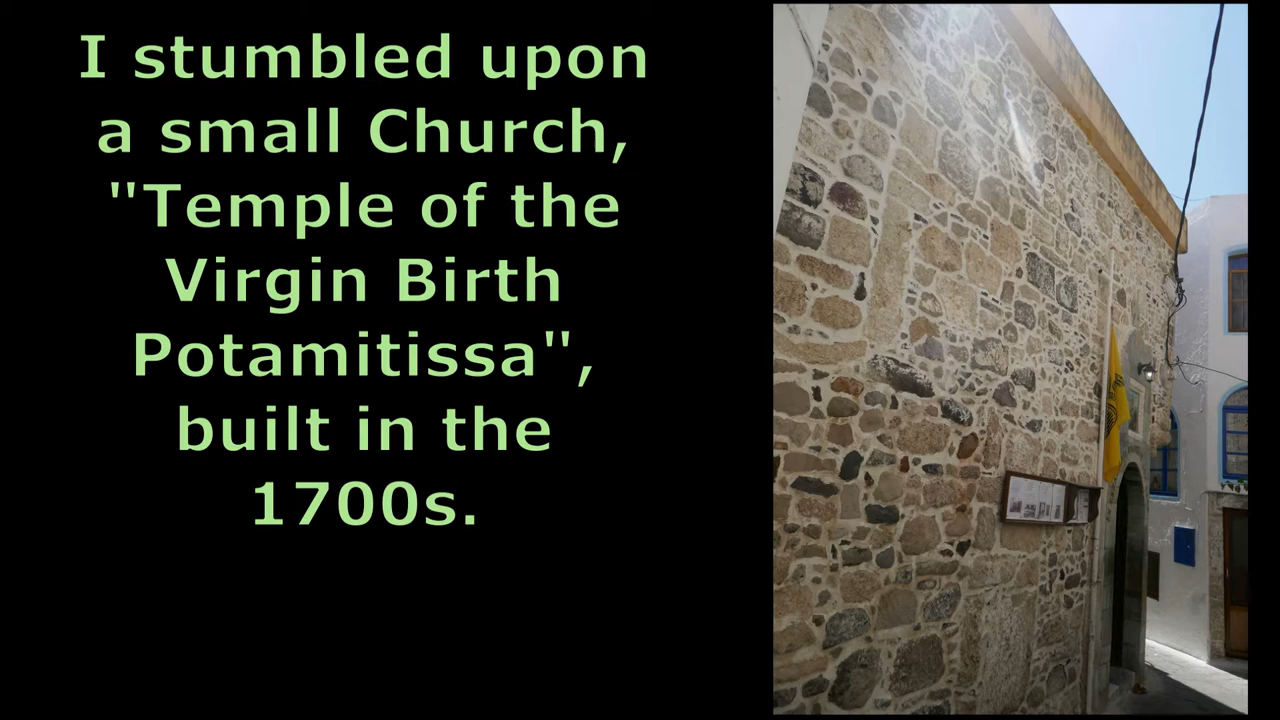 I stumbled upon
a small Church,
"Temple of the
Virgin Birth
Potamitissa",
built in the
1700s.